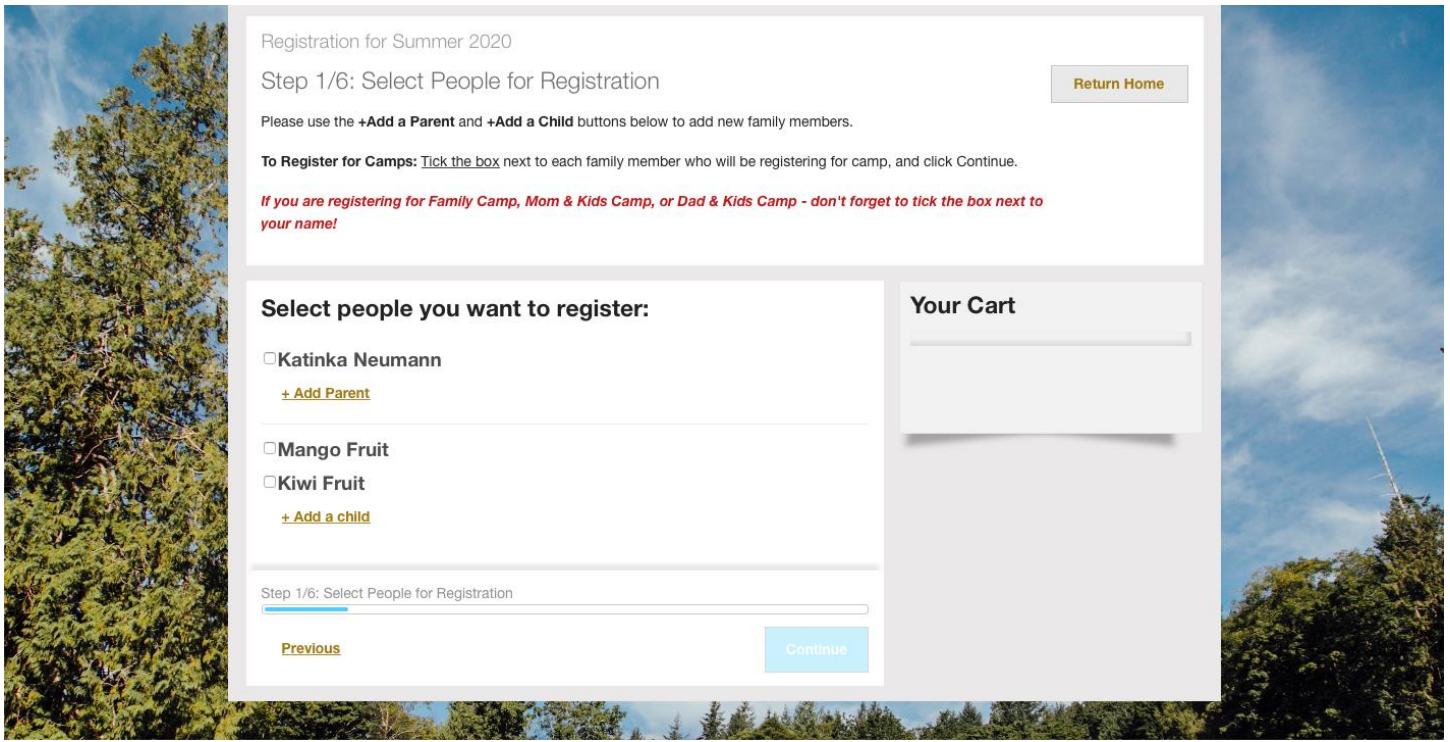 Registration for Summer 2020
Step 1/6: Select People for Registration
Return Home
Please use the +Add a Parent and +Add a Child buttons below to add new family members.
To Register for Camps: Tick the box next to each family member who will be registering for camp, and click Continue.
If you are registering for Family Camp, Mom & Kids Camp, or Dad & Kids Camp - don't forget to tick the box next to
your name!
Select people you want to register:
Katinka Neumann
+ Add Parent
Mango Fruit
Kiwi Fruit
+ Add a child
Step 1/6: Select People for Registration
Previous
Continue
Your Cart